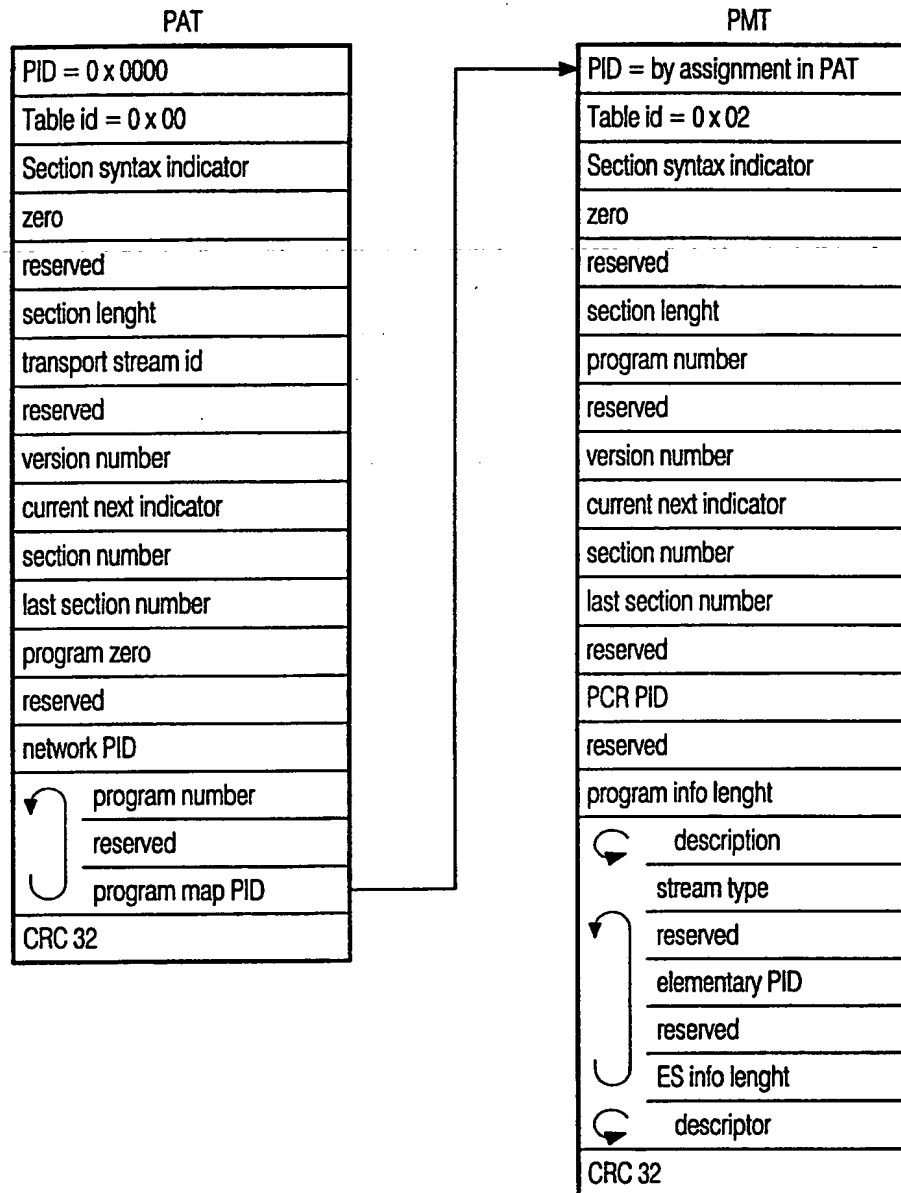 PAT
PID = 0 x 0000
Table id = 0 x 00
Section syntax indicator
zero
reserved
section lenght
transport stream id
reserved
version number
current next indicator
section number
last section number
program zero
reserved
network PID
program number
reserved
program map PID
CRC 32
PMT
PID = by assignment in PAT
Table id = 0 x 02
Section syntax indicator
zero
reserved
section lenght
program number
reserved
version number
current next indicator
section number
last section number
reserved
PCR PID
reserved
program info lenght
description
stream type
reserved
elementary PID
reserved
ES info lenght
descriptor
CRC 32